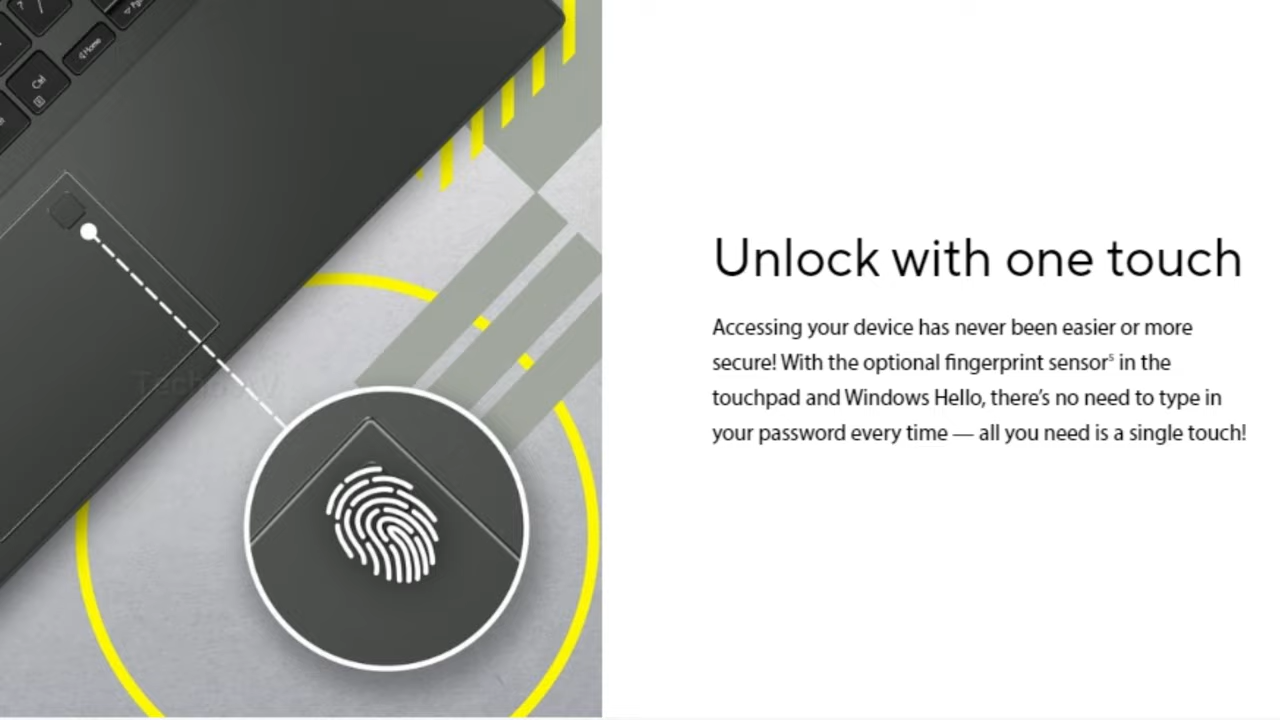 Home
Ctrl
Unlock with one touch
Accessing your device has never been easier or more
secure! With the optional fingerprint sensor⁵ in the
touchpad and Windows Hello, there's no need to type in
your password every time — all you need is a single touch!